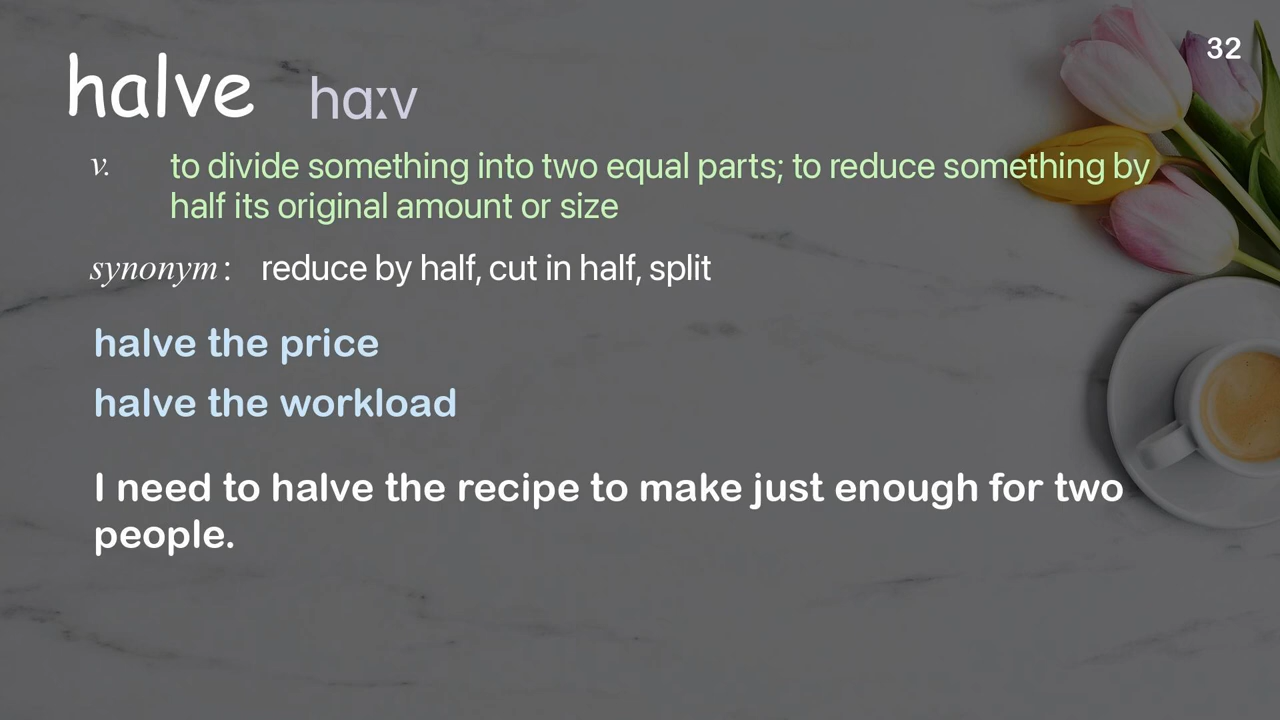 32
halve hɑːv
v. to divide something into two equal parts; to reduce something by
half its original amount or size
synonym: reduce by half, cut in half, split
halve the price
halve the workload
I need to halve the recipe to make just enough for two
people.